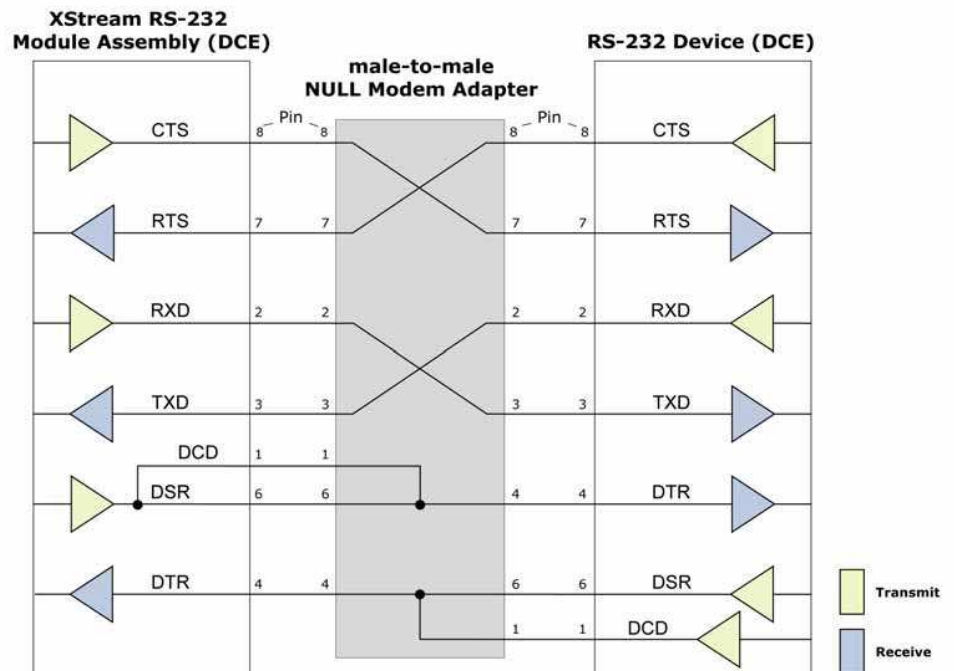 XStream RS-232
Module Assembly (DCE)
RS-232 Device (DCE)
male-to-male
NULL Modem Adapter
Pin
Pin
CTS 8 8 8 8 CTS
RTS 7 7 7 7 RTS
RXD 2 2 2 2 RXD
TXD 3 3 3 3 TXD
DCD 1 1
DSR 6 6 4 4 DTR
DTR 4 4 6 6 DSR
1 1 DCD
Transmit
Receive